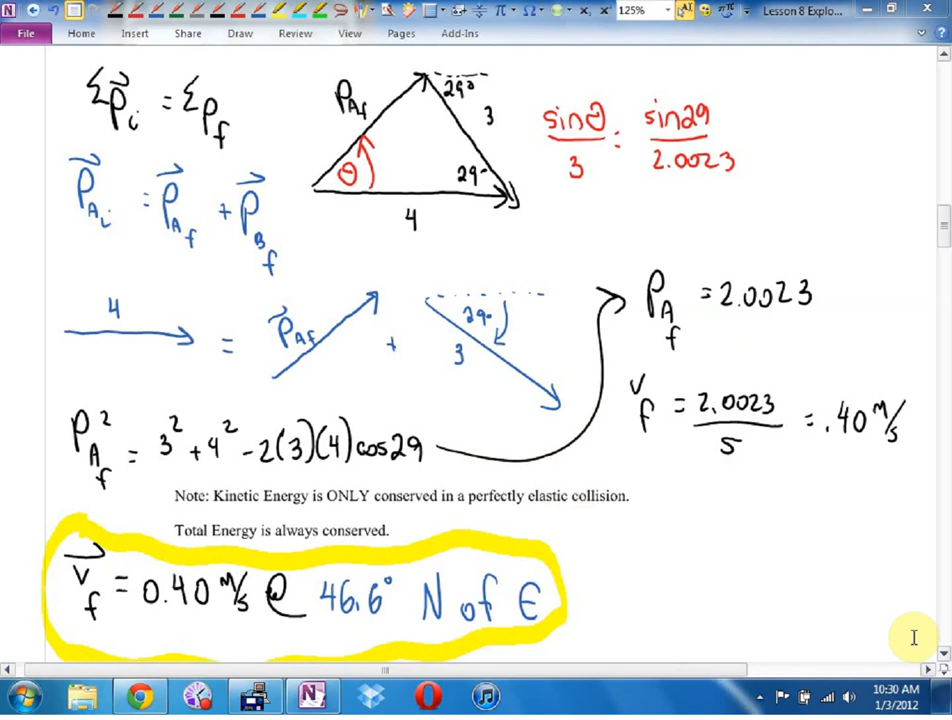 125%
Lesson 8 Explo...
File Home Insert Share Draw Review View Pages Add-Ins
Σp⃗i = Σpf
PAf
29°
3
θ
29°
4
sinθ/3 = sin29/2.0023
P⃗Ai = P⃗Af + P⃗Bf
4
=
P⃗Af
+
29°
3
PAf = 2.0023
PAf² = 3² + 4² - 2(3)(4)cos29
vf = 2.0023/5 = .40 m/s
Note: Kinetic Energy is ONLY conserved in a perfectly elastic collision.
Total Energy is always conserved.
v⃗f = 0.40 m/s @ 46.6° N of E
10:30 AM
1/3/2012